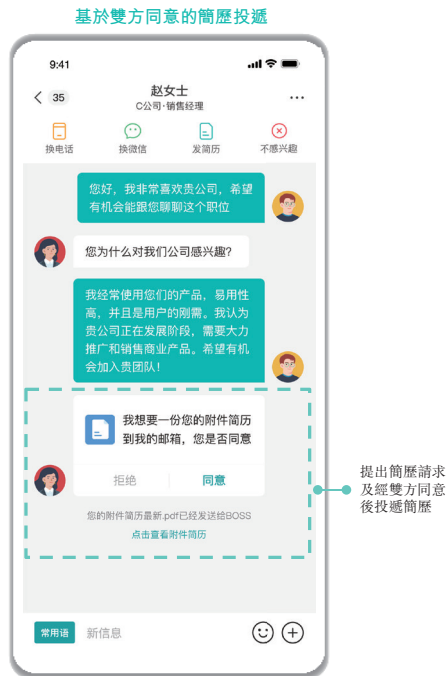 基於雙方同意的簡歷投遞
9:41
35
赵女士
C公司·销售经理
换电话
换微信
发简历
不感兴趣
您好，我非常喜欢贵公司，希望
有机会能跟您聊聊这个职位
您为什么对我们公司感兴趣?
我经常使用您们的产品，易用性
高，并且是用户的刚需。我认为
贵公司正在发展阶段，需要大力
推广和销售商业产品。希望有机
会加入贵团队!
我想要一份您的附件简历
到我的邮箱，您是否同意
拒绝
同意
您的附件简历最新.pdf已经发送给BOSS
点击查看附件简历
提出簡歷請求
及經雙方同意
後投遞簡歷
常用语
新信息